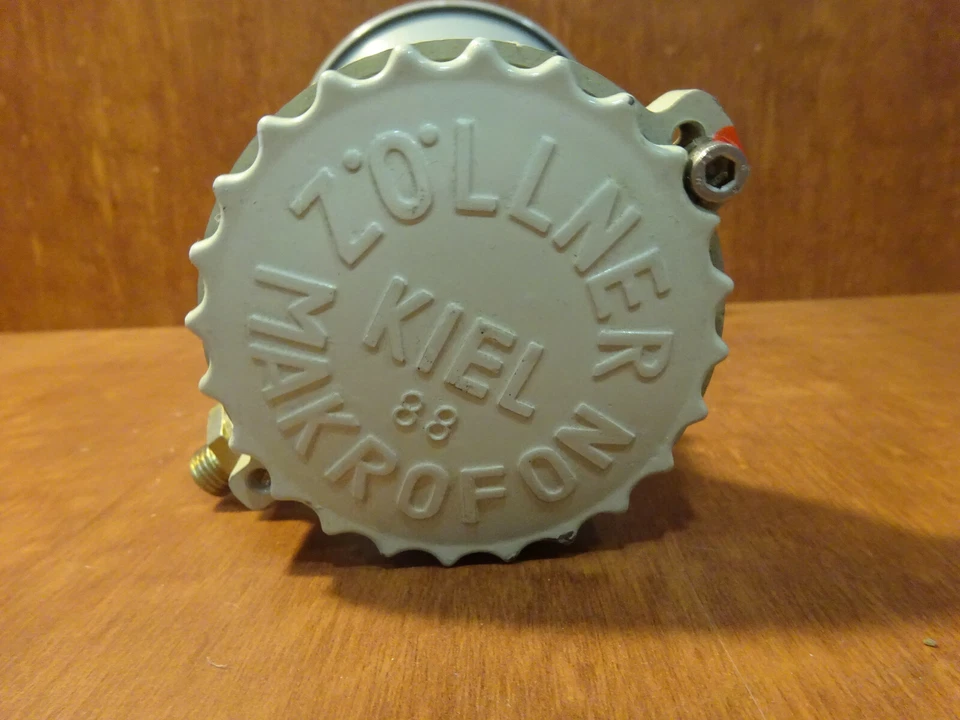 ZÖLLNER
KIEL
88
MAKROFON